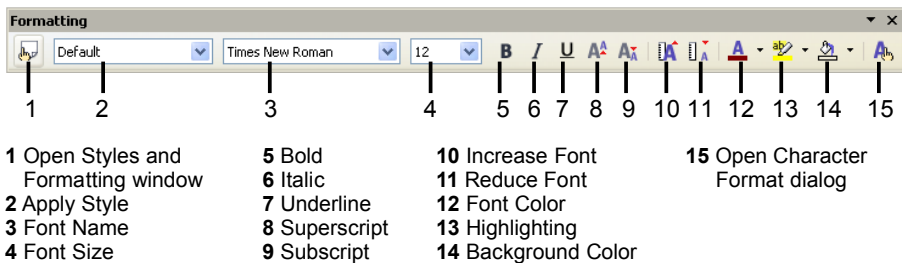 Formatting
Default Times New Roman 12 B I U A A A A A ab A
1 2 3 4 5 6 7 8 9 10 11 12 13 14 15
1 Open Styles and
Formatting window
2 Apply Style
3 Font Name
4 Font Size
5 Bold
6 Italic
7 Underline
8 Superscript
9 Subscript
10 Increase Font
11 Reduce Font
12 Font Color
13 Highlighting
14 Background Color
15 Open Character
Format dialog